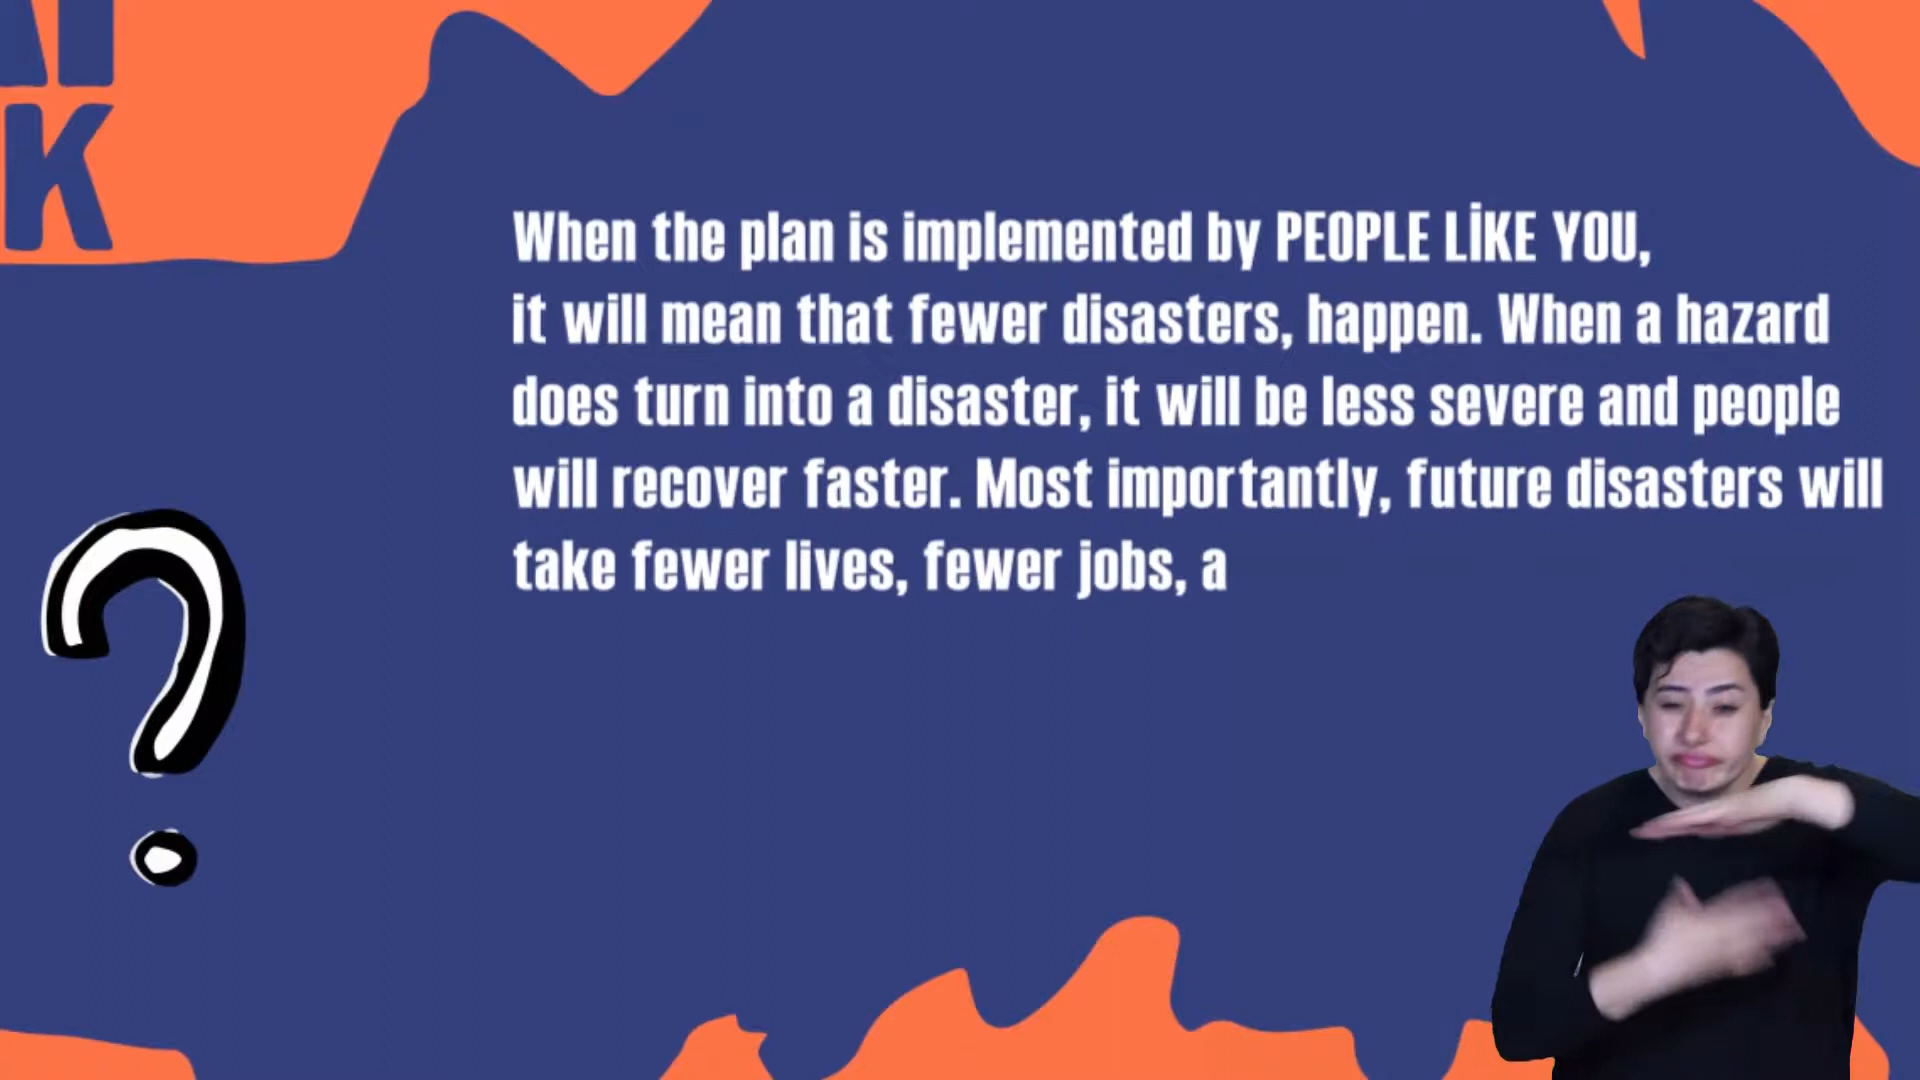 K
When the plan is implemented by PEOPLE LİKE YOU,
it will mean that fewer disasters, happen. When a hazard
does turn into a disaster, it will be less severe and people
will recover faster. Most importantly, future disasters will
take fewer lives, fewer jobs, a
?